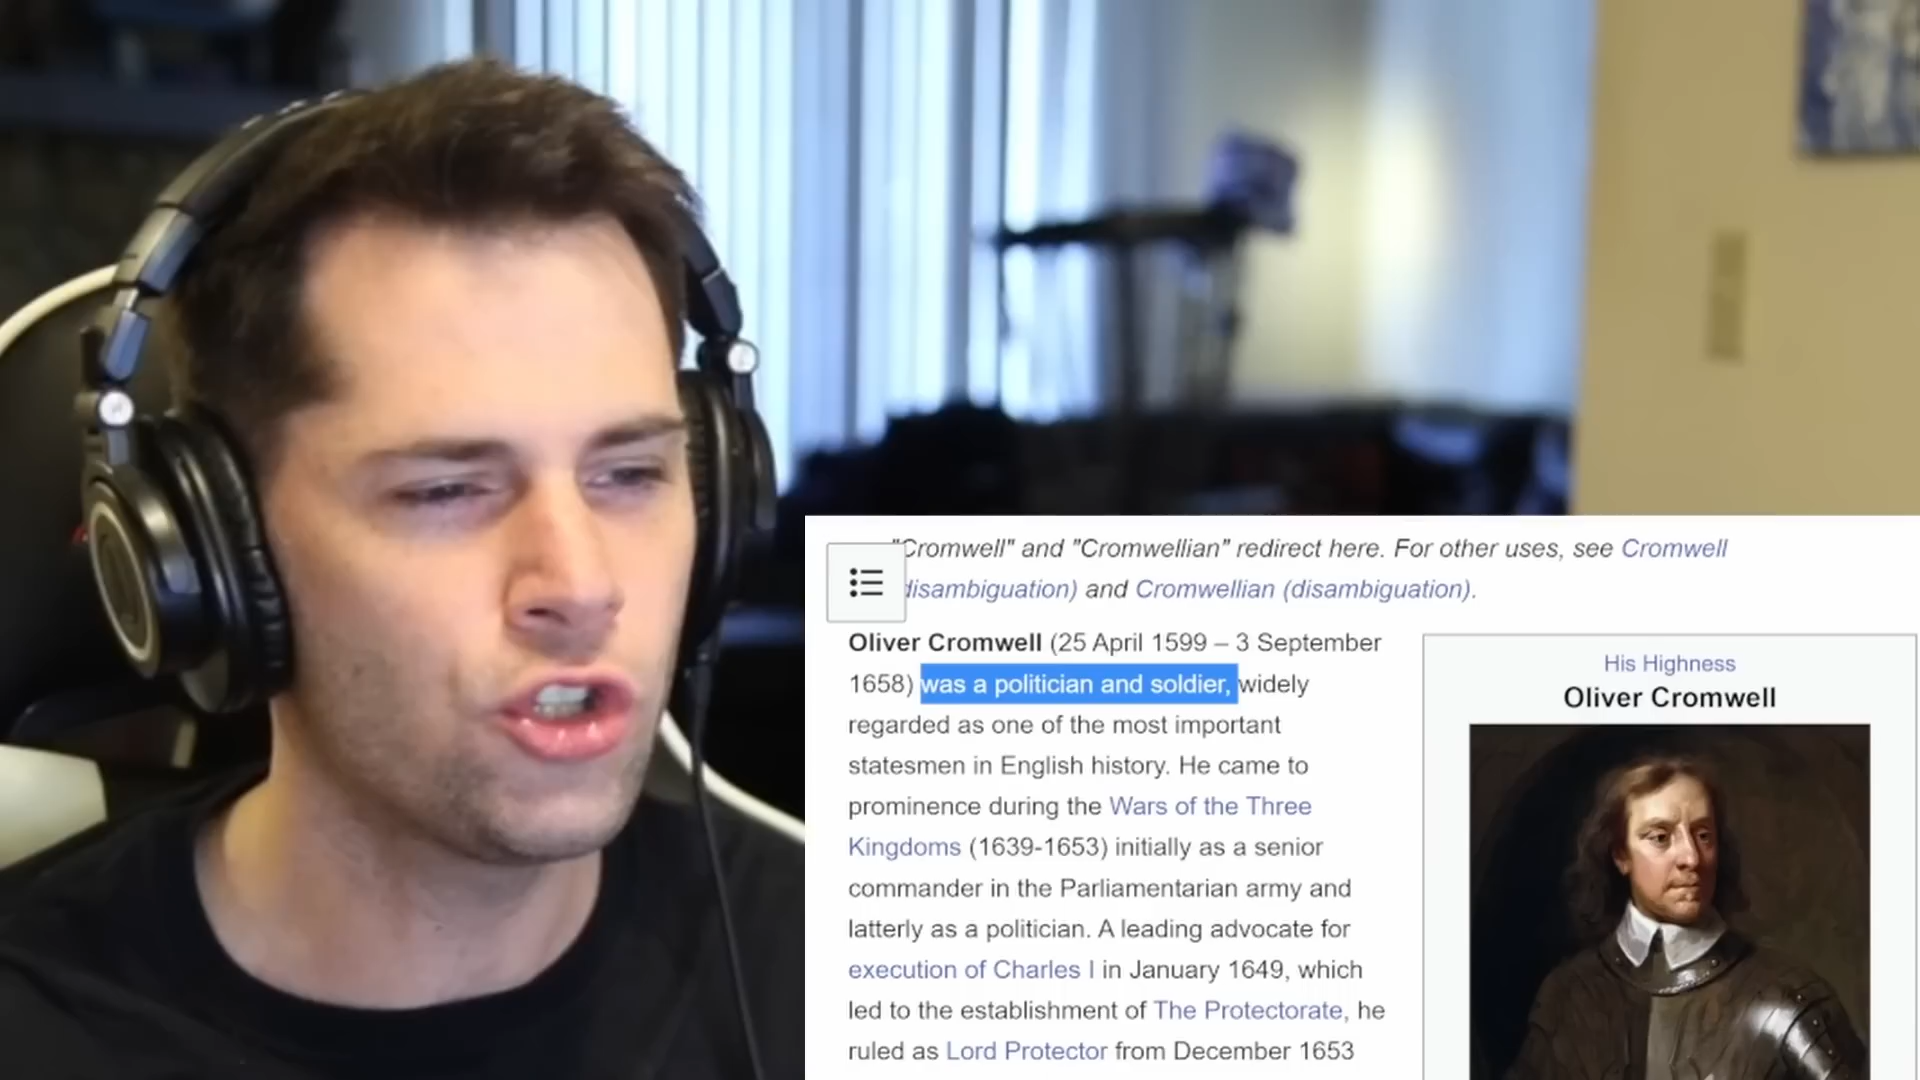 "Cromwell" and "Cromwellian" redirect here. For other uses, see Cromwell
disambiguation) and Cromwellian (disambiguation).
Oliver Cromwell (25 April 1599 – 3 September
1658) was a politician and soldier, widely
regarded as one of the most important
statesmen in English history. He came to
prominence during the Wars of the Three
Kingdoms (1639-1653) initially as a senior
commander in the Parliamentarian army and
latterly as a politician. A leading advocate for
execution of Charles I in January 1649, which
led to the establishment of The Protectorate, he
ruled as Lord Protector from December 1653
His Highness
Oliver Cromwell